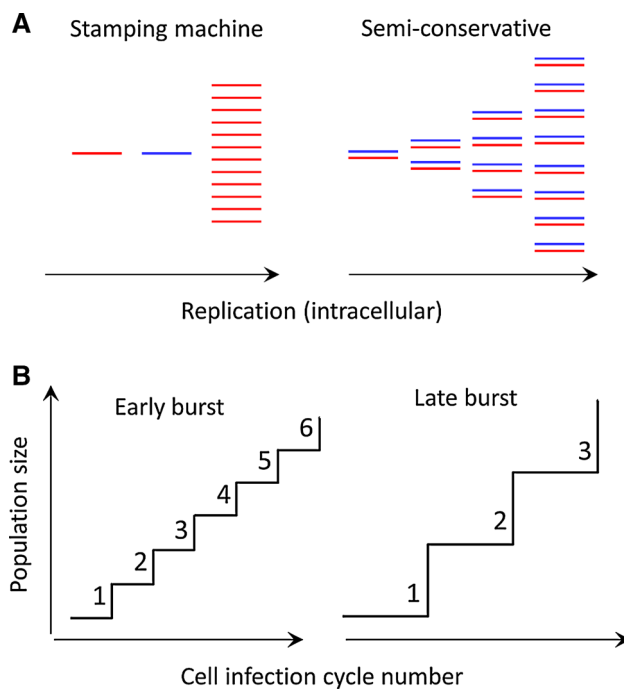 A
Stamping machine
Semi-conservative
Replication (intracellular)
B
Population size
Early burst
1
2
3
4
5
6
Late burst
1
2
3
Cell infection cycle number